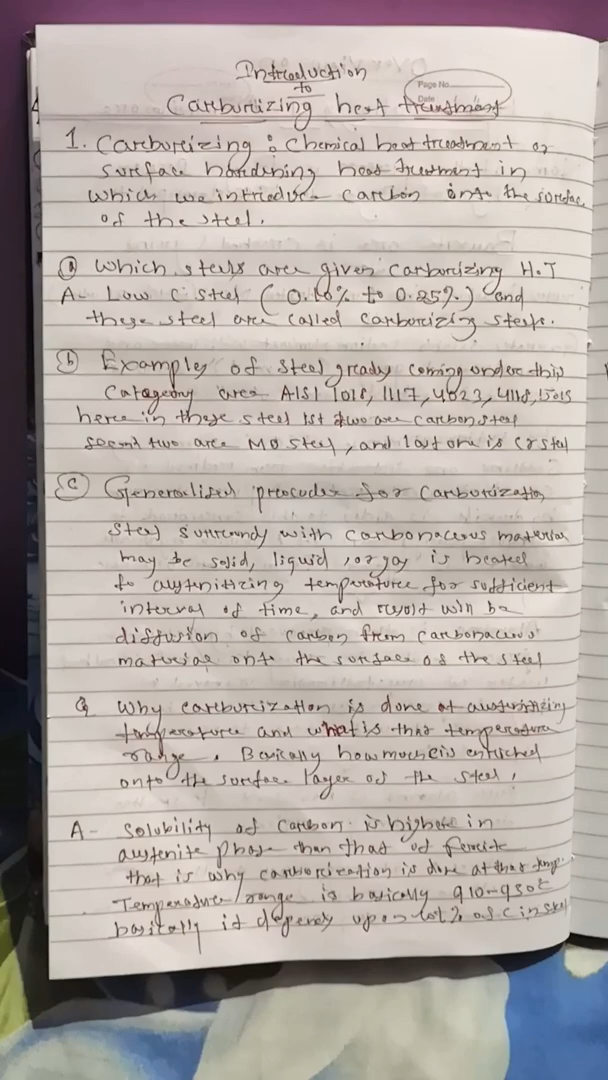 Introduction
to
Page No.
Date
Carburizing heat treatment
1. Carburizing : Chemical heat treatment or
surface hardening heat treatment in
which we introduce carbon onto the surface
of the steel.
(a) Which steels are given carburizing H.T
A- Low C steel (0.10% to 0.25%) and
these steel are called carburizing steels.
(b) Examples of steel grades coming under this
Catageory are AISI 1018, 1117, 4023, 4118, 5015
here in these steel 1st two are carbon steel
second two are MO steel, and last one is Cr steel
(c) Generalised procedure for Carburization
Steel surrounds with carbonaceous material
may be solid, liquid, or gas is heated
to austenitizing temperature for sufficient
interval of time, and result will be
diffusion of carbon from carbonaceous
material onto the surface of the steel
Q Why carburization is done at austenitizing
temperature and what is that temperature
range. Basically how much C is enriched
onto the surface layer of the steel.
A- Solubility of carbon is higher in
austenite phase than that of ferrite
that is why carburization is done at that temp.
Temperature range is basically 910-950°C
basically it depends upon lot % of C in steel